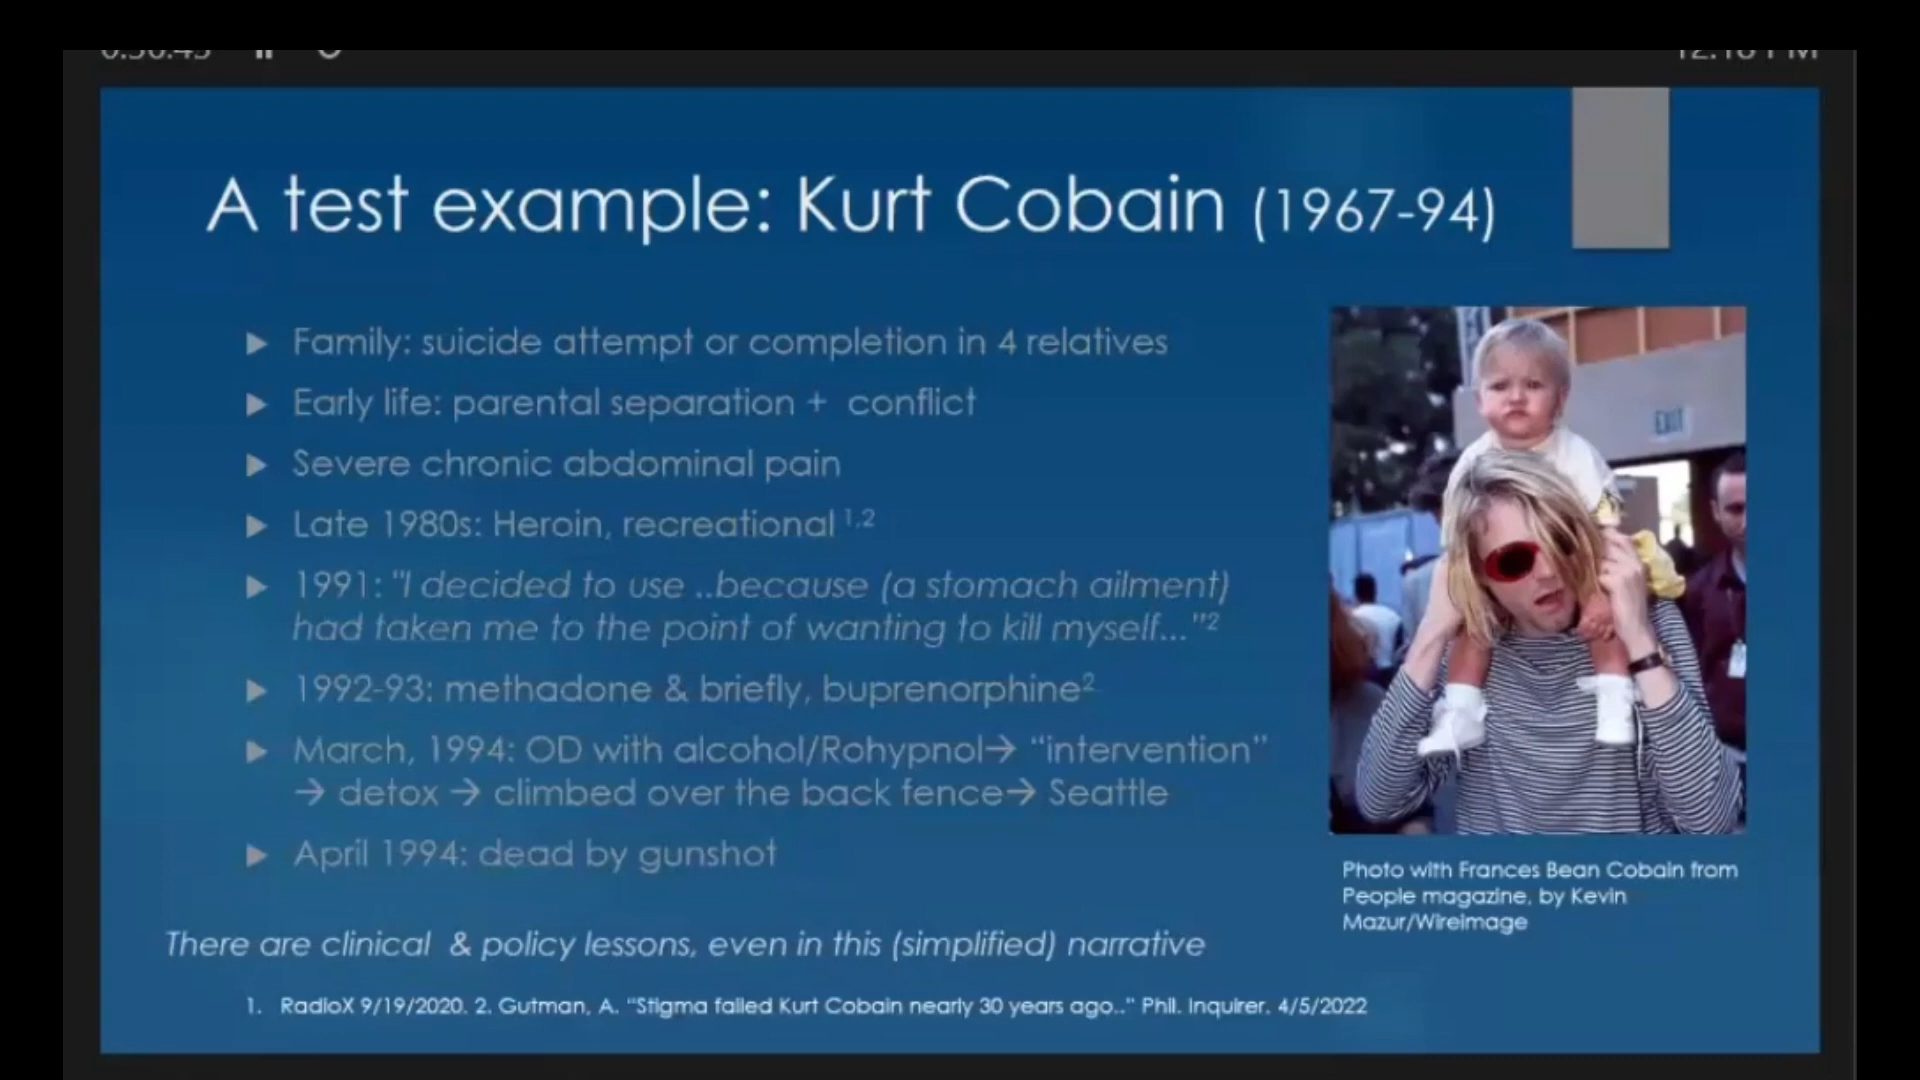 A test example: Kurt Cobain (1967-94)
Family: suicide attempt or completion in 4 relatives
Early life: parental separation + conflict
Severe chronic abdominal pain
Late 1980s: Heroin, recreational 1,2
1991: "I decided to use ..because (a stomach ailment)
had taken me to the point of wanting to kill myself..."2
1992-93: methadone & briefly, buprenorphine2
March, 1994: OD with alcohol/Rohypnol→ “intervention”
→ detox → climbed over the back fence→ Seattle
April 1994: dead by gunshot
EXIT
Photo with Frances Bean Cobain from
People magazine, by Kevin
Mazur/WireImage
There are clinical & policy lessons, even in this (simplified) narrative
1. RadioX 9/19/2020. 2. Gutman, A. “Stigma failed Kurt Cobain nearly 30 years ago..” Phil. Inquirer. 4/5/2022